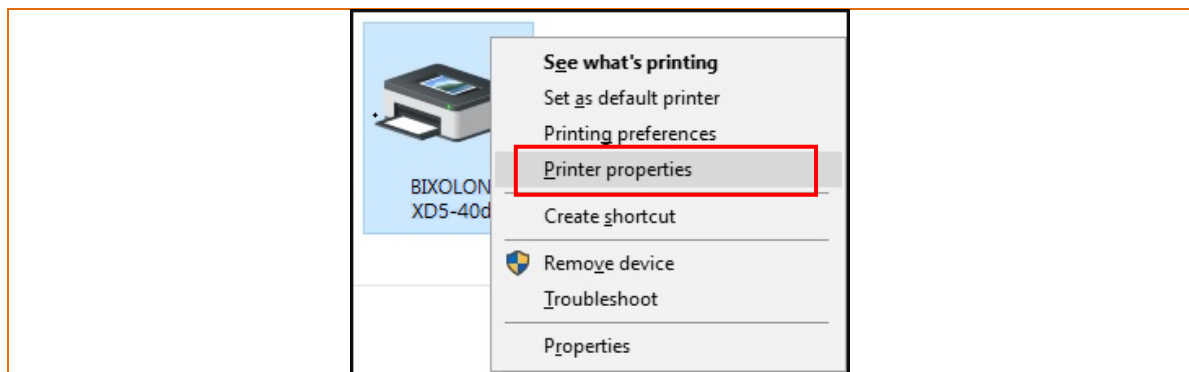 See what's printing
Set as default printer
Printing preferences
Printer properties
BIXOLON
XD5-40d
Create shortcut
Remove device
Troubleshoot
Properties